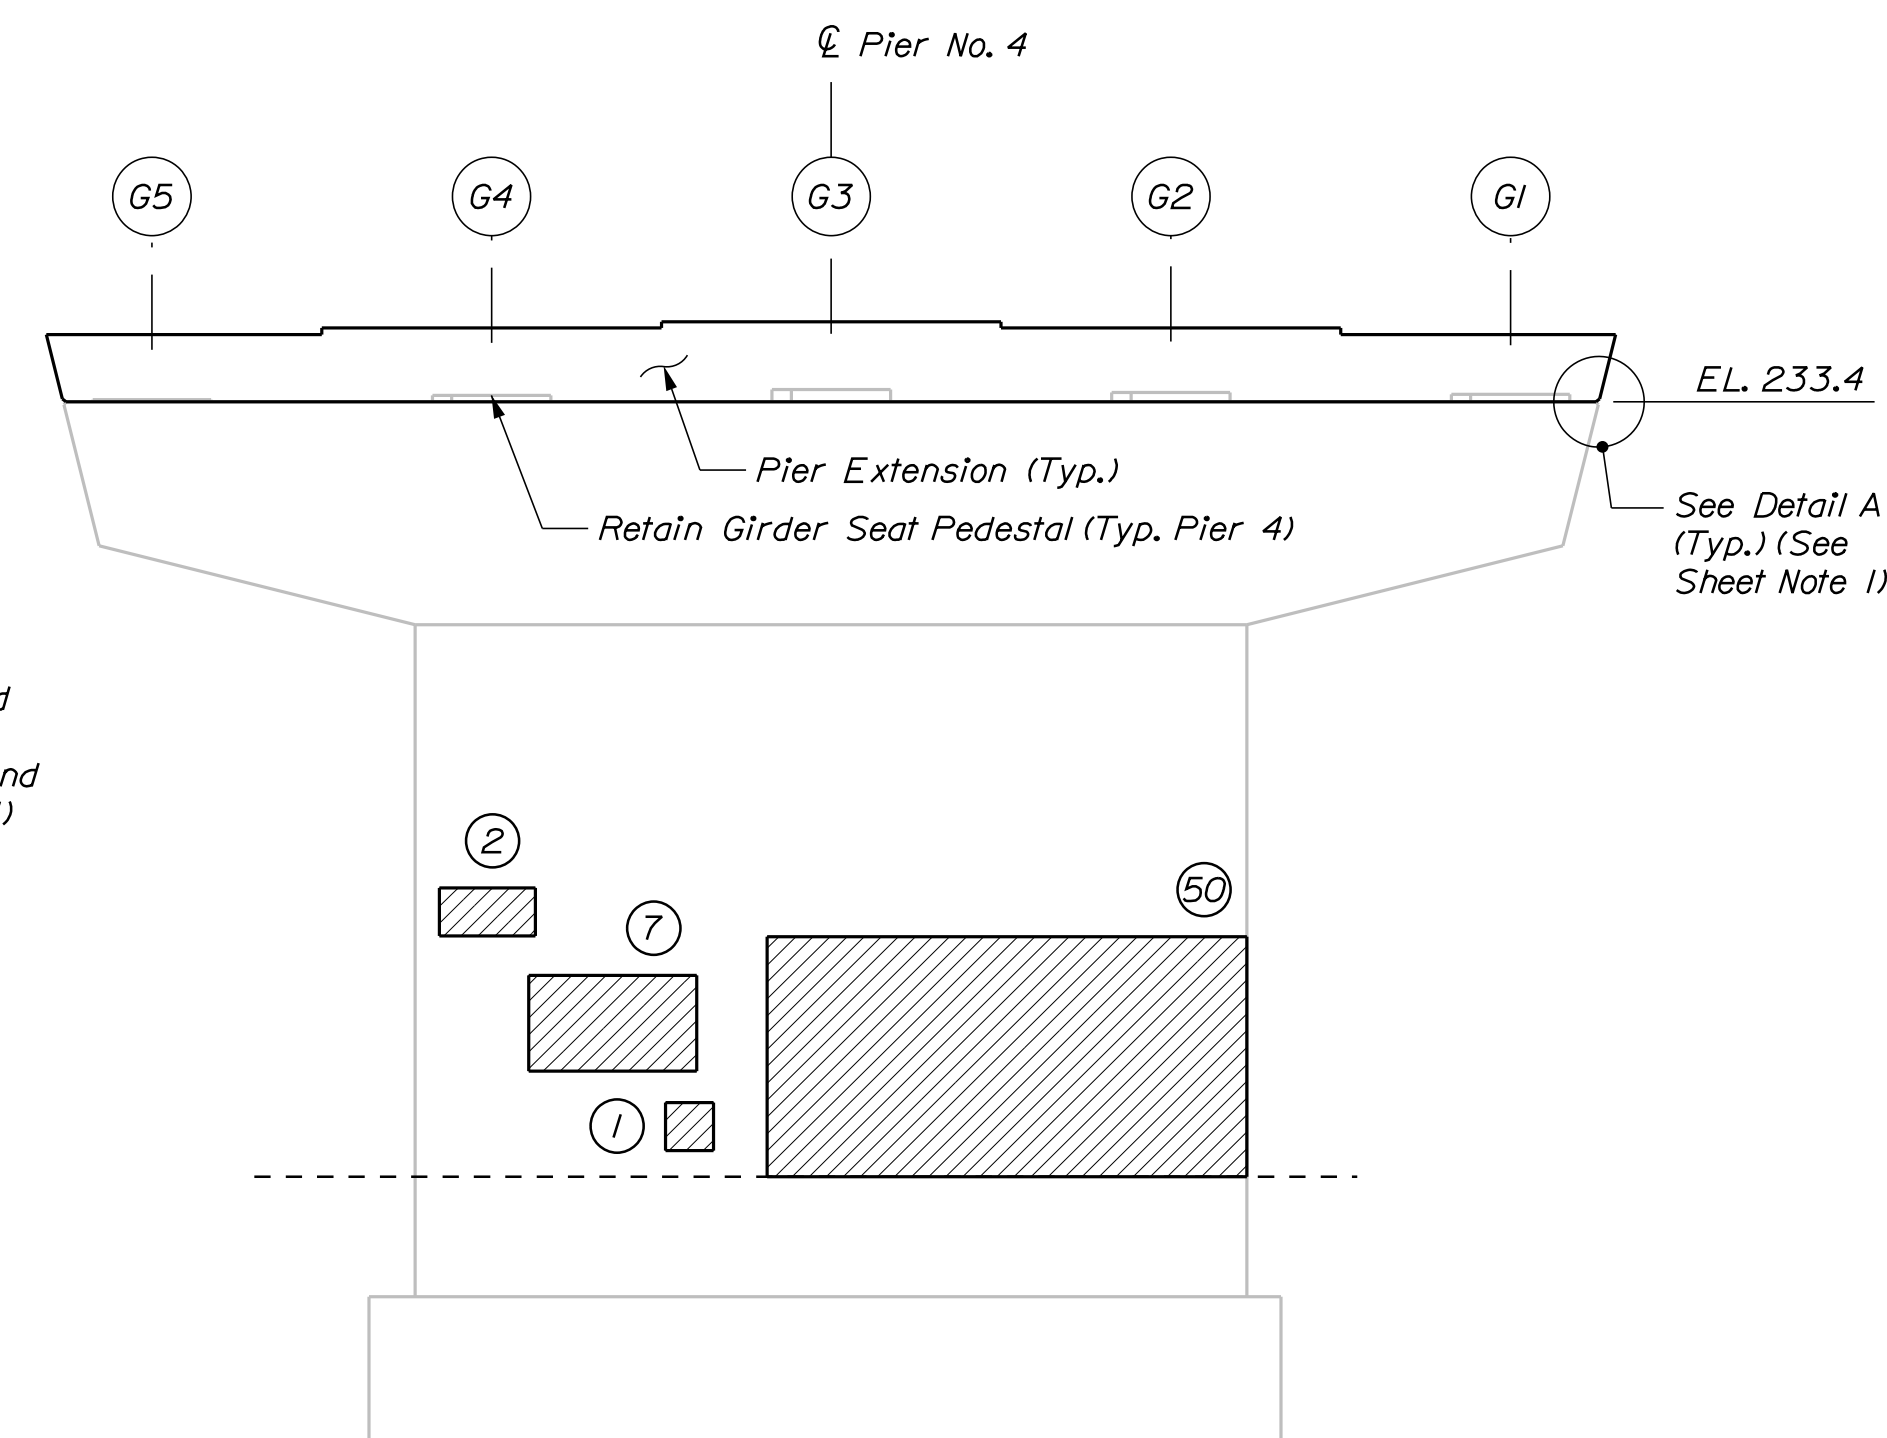 ℄ Pier No. 4
G5 G4 G3 G2 G1
EL. 233.4
Pier Extension (Typ.)
Retain Girder Seat Pedestal (Typ. Pier 4)
See Detail A
(Typ.) (See
Sheet Note 1)
2
50
7
1